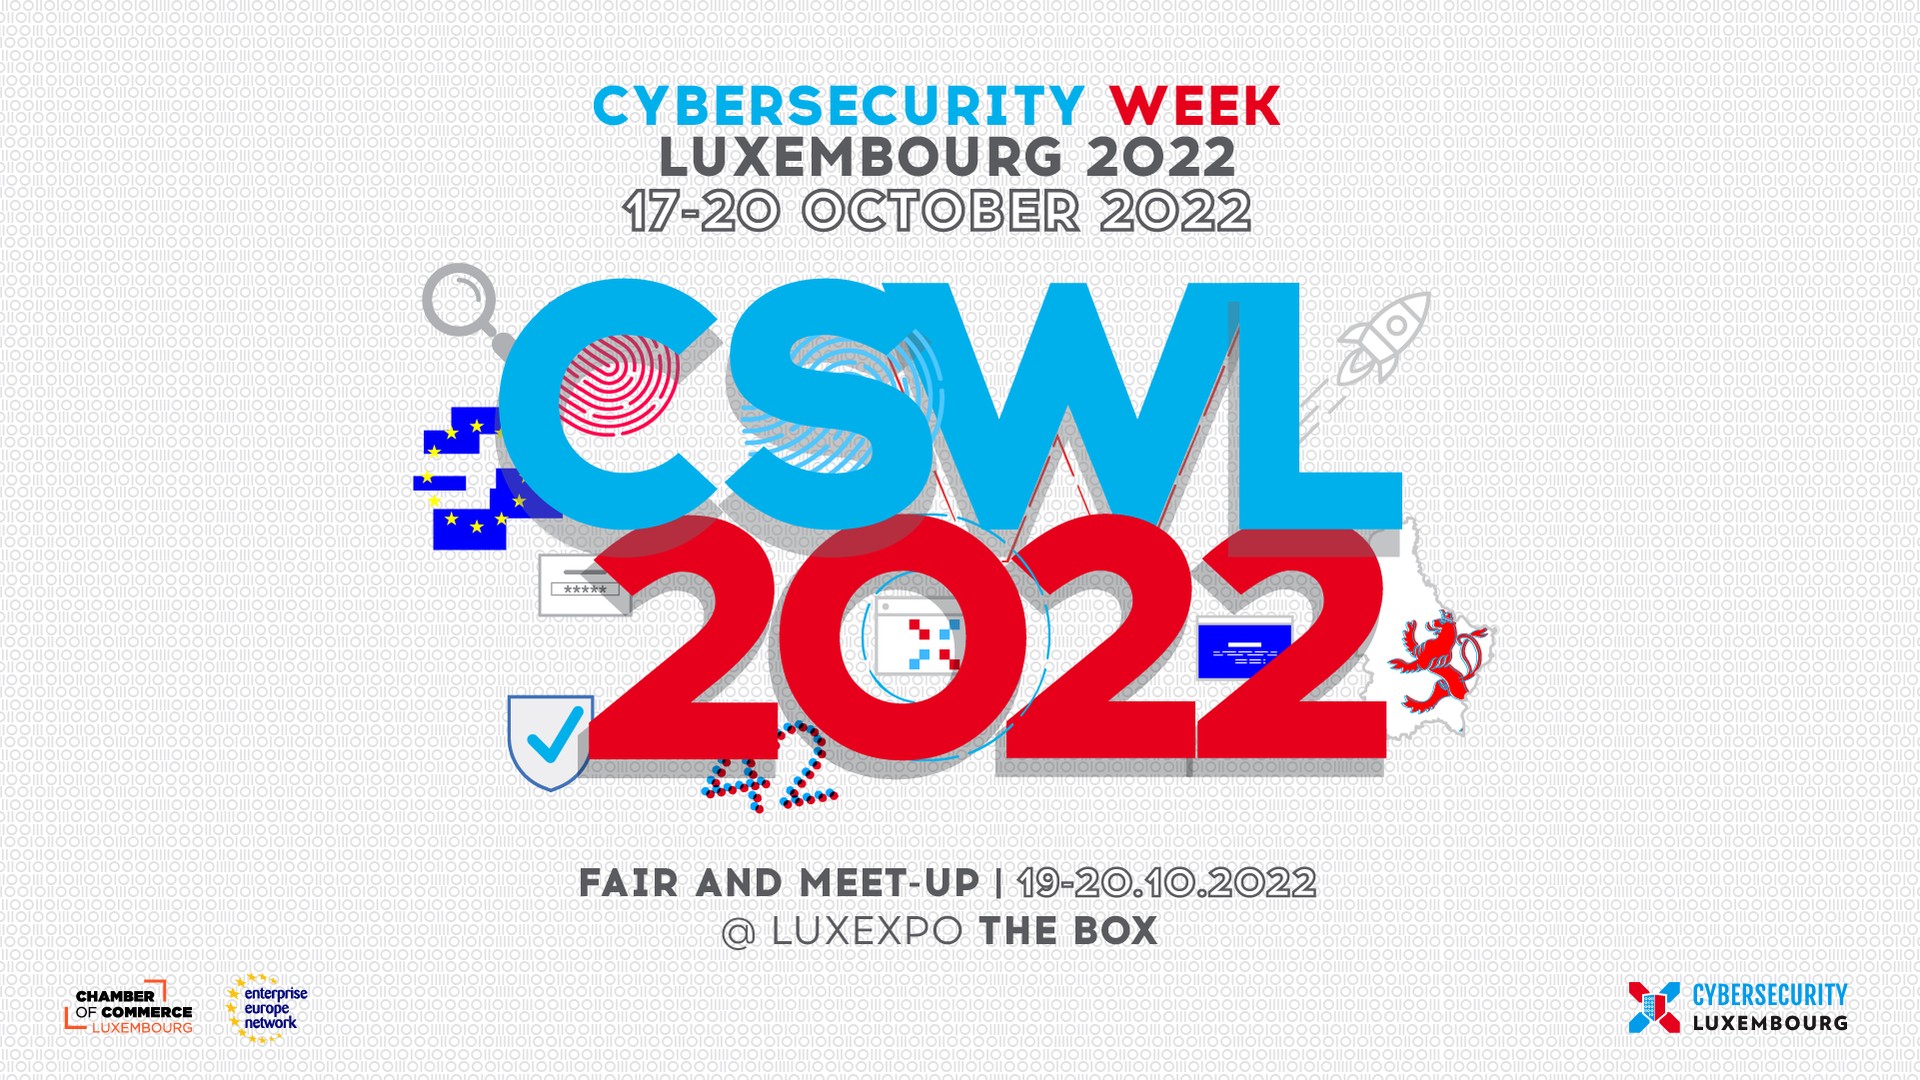 CYBERSECURITY WEEK
LUXEMBOURG 2022
17-20 OCTOBER 2022
CSWL
2022
*****
42
FAIR AND MEET-UP | 19-20.10.2022
@ LUXEXPO THE BOX
CHAMBER
OF COMMERCE
LUXEMBOURG
enterprise
europe
network
CYBERSECURITY
LUXEMBOURG